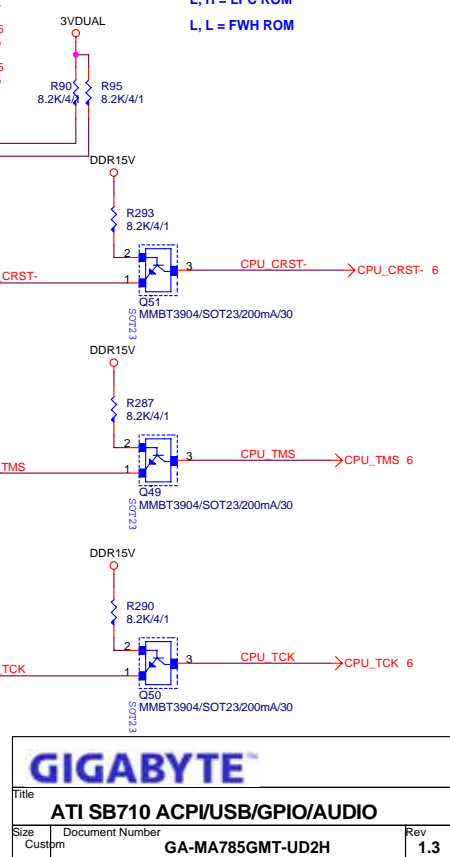 L, L = FWH ROM
3VDUAL
R90
8.2K/4/1
R95
8.2K/4/1
DDR15V
R293
8.2K/4/1
2
3
1
CRST-
CPU_CRST-
CPU_CRST- 6
Q51
MMBT3904/SOT23/200mA/30
SOT23
DDR15V
R287
8.2K/4/1
2
3
1
TMS
CPU_TMS
CPU_TMS 6
Q49
MMBT3904/SOT23/200mA/30
SOT23
DDR15V
R290
8.2K/4/1
2
3
1
TCK
CPU_TCK
CPU_TCK 6
Q50
MMBT3904/SOT23/200mA/30
SOT23
GIGABYTE™
Title
ATI SB710 ACPI/USB/GPIO/AUDIO
Size
Custom
Document Number
GA-MA785GMT-UD2H
Rev
1.3